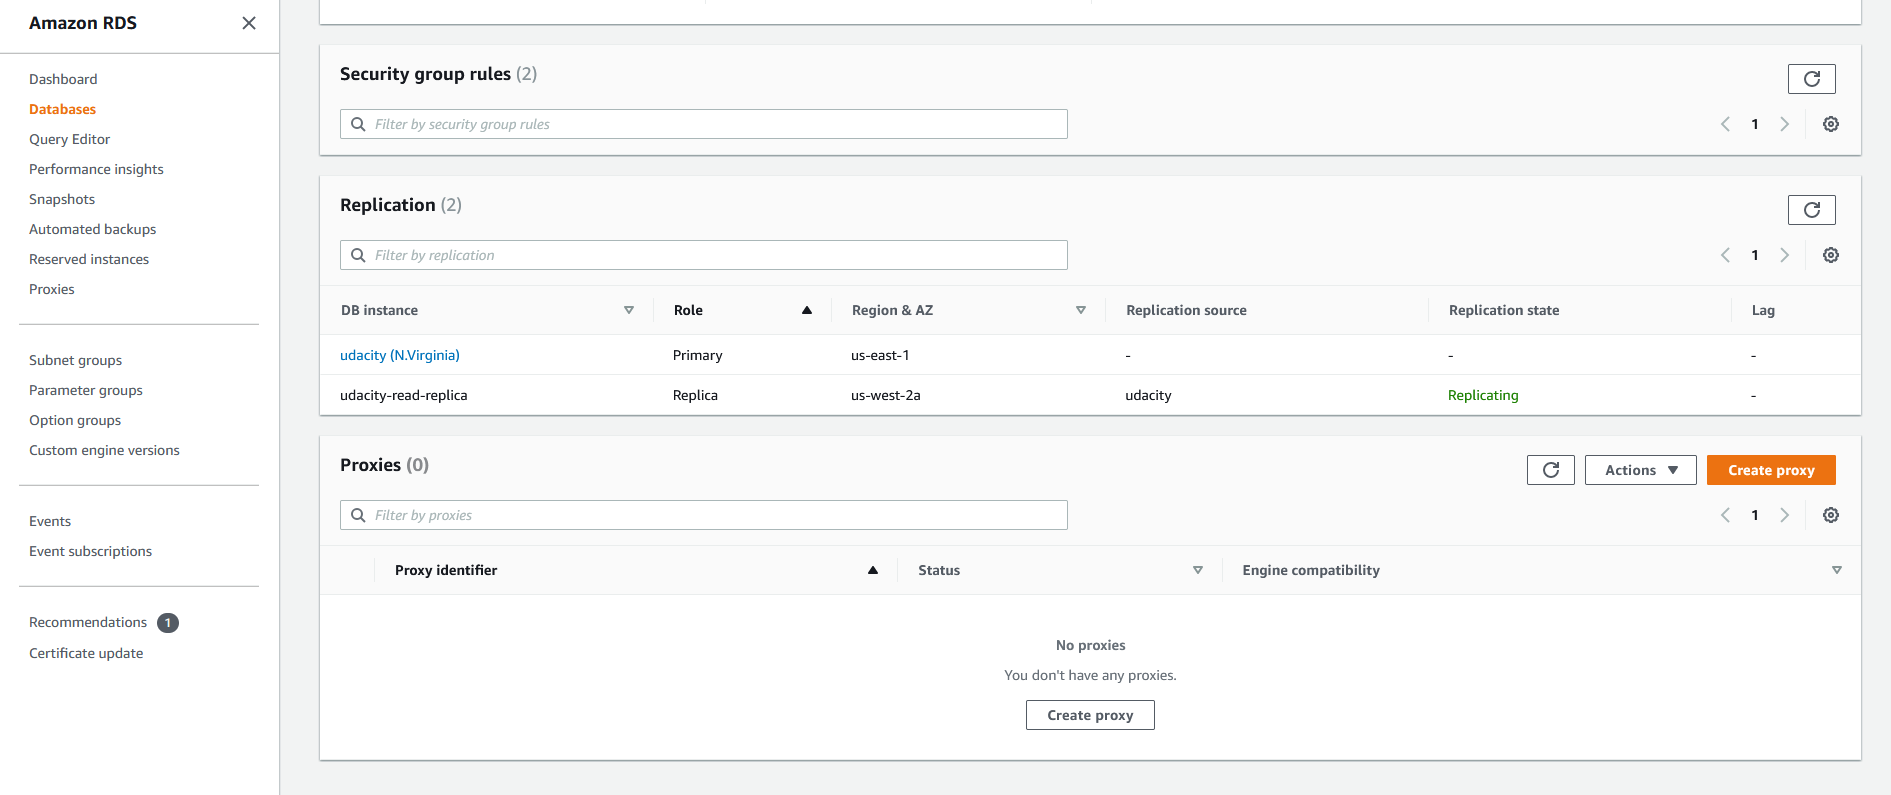 Amazon RDS
Dashboard
Databases
Query Editor
Performance insights
Snapshots
Automated backups
Reserved instances
Proxies
Subnet groups
Parameter groups
Option groups
Custom engine versions
Events
Event subscriptions
Recommendations 1
Certificate update
Security group rules (2)
Filter by security group rules
1
Replication (2)
Filter by replication
1
DB instance Role Region & AZ Replication source Replication state Lag
udacity (N.Virginia) Primary us-east-1 - - -
udacity-read-replica Replica us-west-2a udacity Replicating -
Proxies (0)
Actions Create proxy
Filter by proxies
1
Proxy identifier Status Engine compatibility
No proxies
You don't have any proxies.
Create proxy